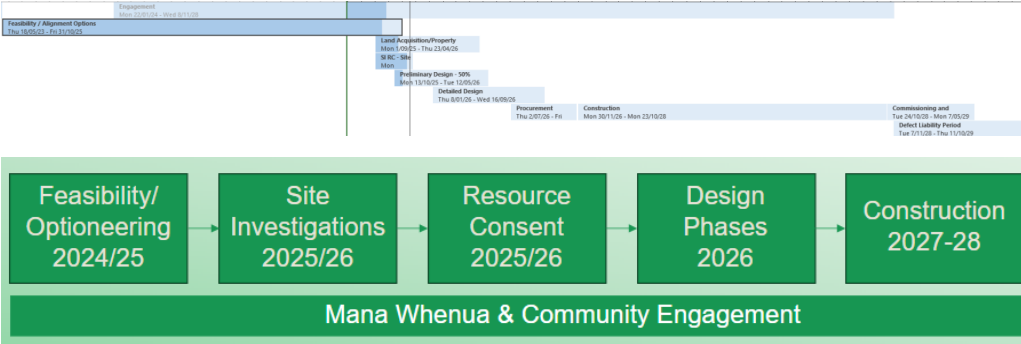 Engagement
Mon 22/01/24 - Wed 8/11/28
Feasibility / Alignment Options
Thu 18/05/23 - Fri 31/10/25
Land Acquisition/Property
Mon 1/09/25 - Thu 23/04/26
SI RC - Site
Mon
Preliminary Design - 50%
Mon 13/10/25 - Tue 12/05/26
Detailed Design
Thu 8/01/26 - Wed 16/09/26
Procurement
Thu 2/07/26 - Fri
Construction
Mon 30/11/26 - Mon 23/10/28
Commissioning and
Tue 24/10/28 - Mon 7/05/29
Defect Liability Period
Tue 7/11/28 - Thu 11/10/29
Feasibility/
Optioneering
2024/25
Site
Investigations
2025/26
Resource
Consent
2025/26
Design
Phases
2026
Construction
2027-28
Mana Whenua & Community Engagement